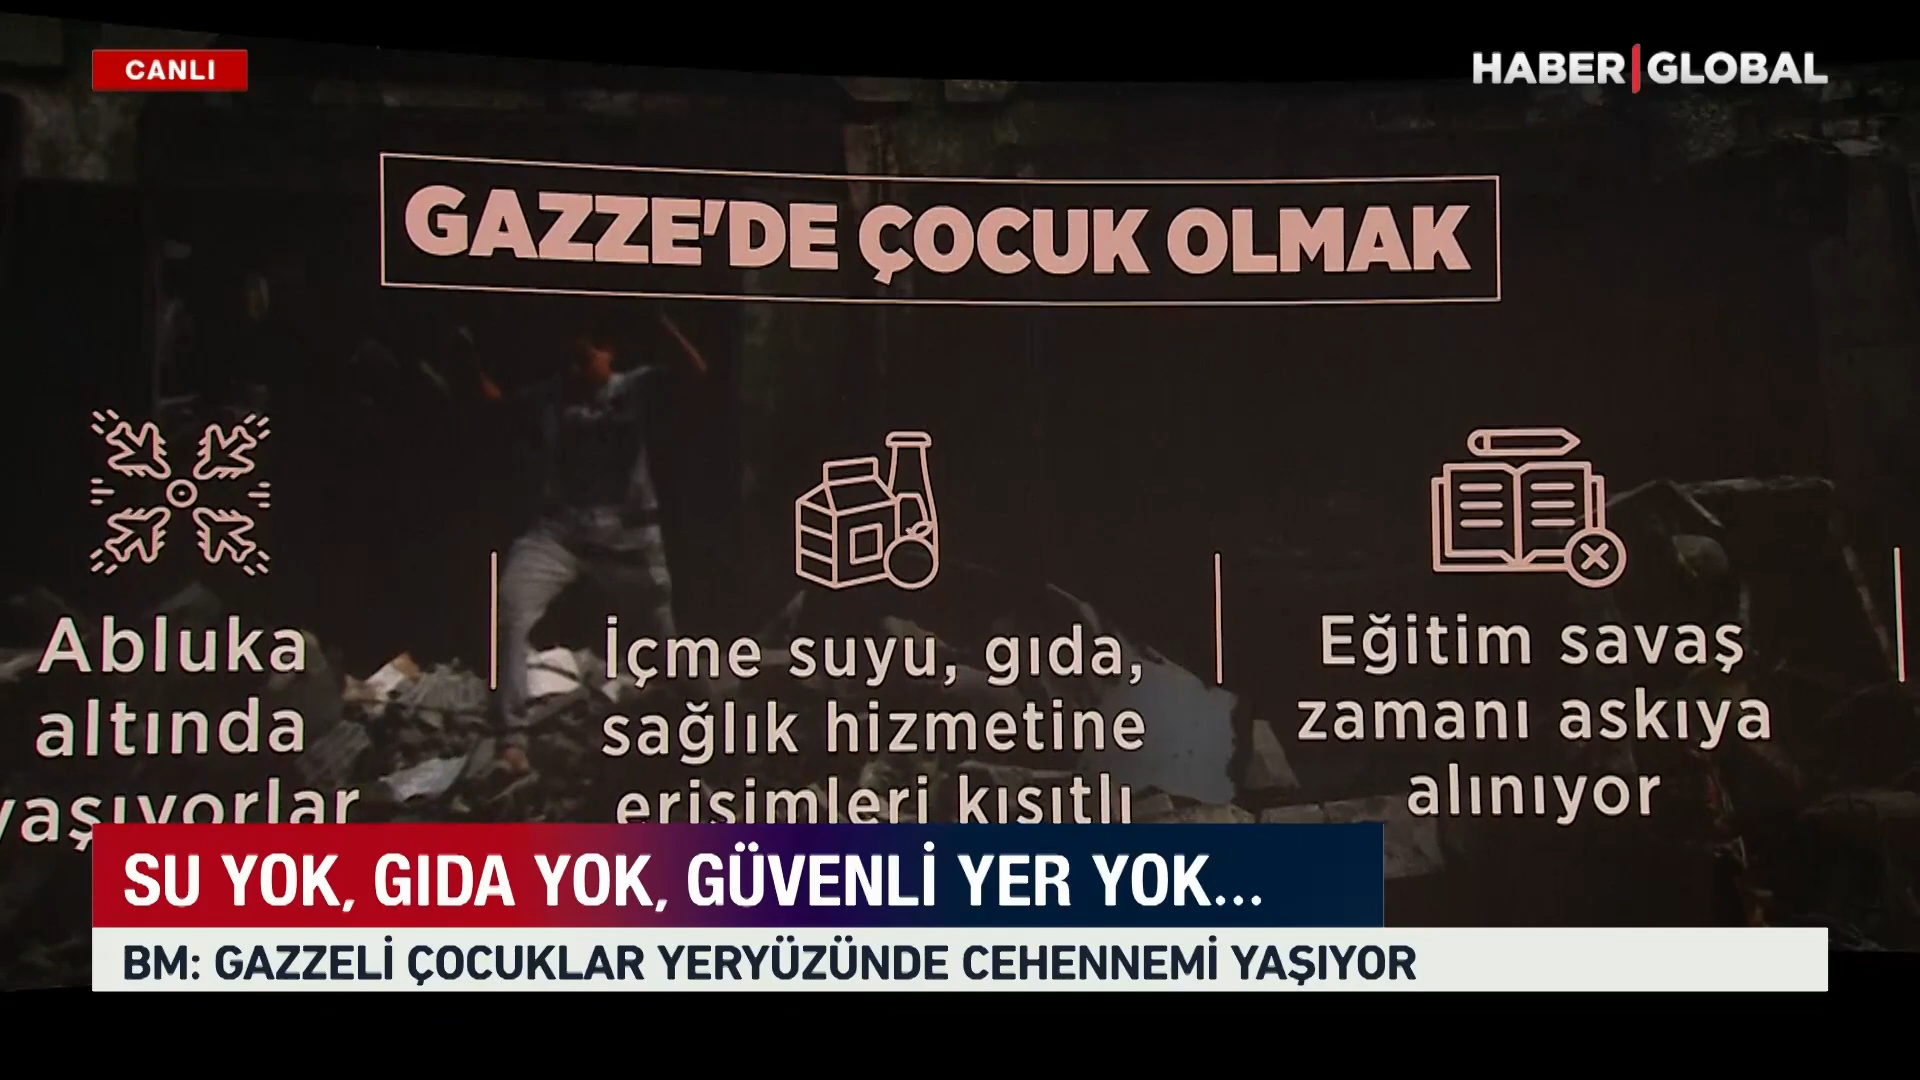 CANLI
HABER GLOBAL
GAZZE'DE ÇOCUK OLMAK
Abluka
altında
yaşıyorlar
İçme suyu, gıda,
sağlık hizmetine
erişimleri kısıtlı
Eğitim savaş
zamanı askıya
alınıyor
SU YOK, GIDA YOK, GÜVENLİ YER YOK...
BM: GAZZELİ ÇOCUKLAR YERYÜZÜNDE CEHENNEMİ YAŞIYOR